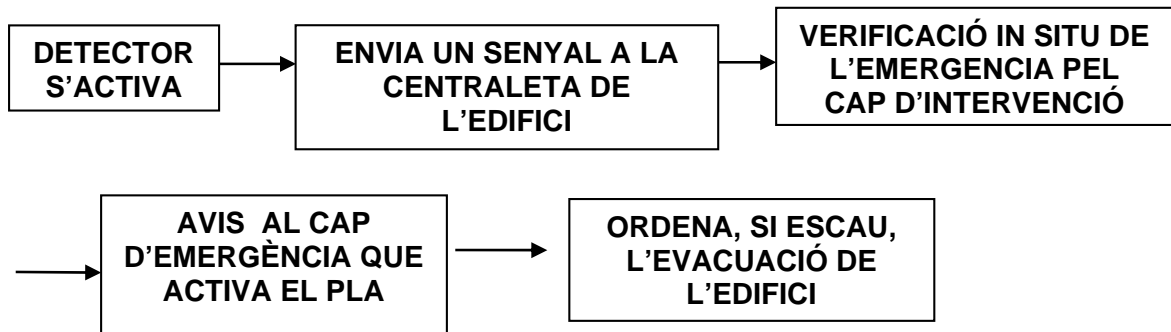 DETECTOR
S'ACTIVA
ENVIA UN SENYAL A LA
CENTRALETA DE
L'EDIFICI
VERIFICACIÓ IN SITU DE
L'EMERGENCIA PEL
CAP D'INTERVENCIÓ
AVIS AL CAP
D'EMERGÈNCIA QUE
ACTIVA EL PLA
ORDENA, SI ESCAU,
L'EVACUACIÓ DE
L'EDIFICI